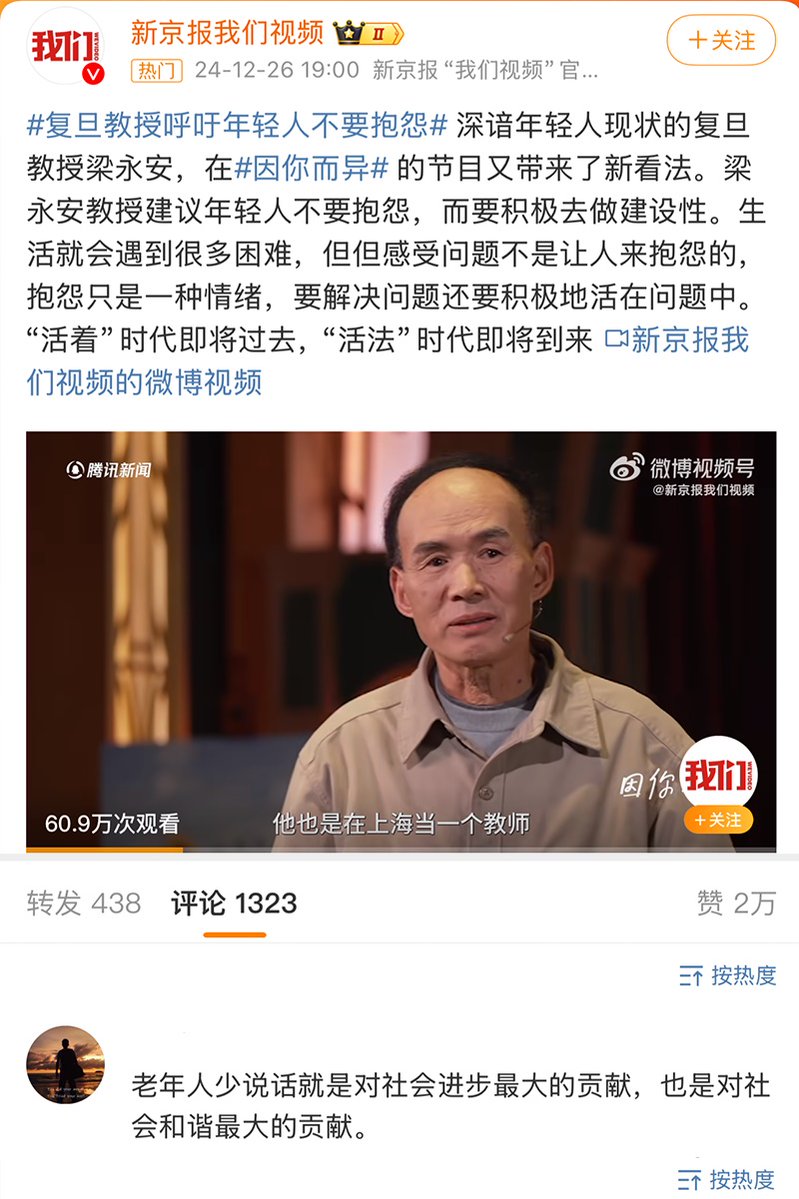 我们
WEVIDEO
新京报我们视频
II
+关注
热门 24-12-26 19:00 新京报“我们视频”官...
#复旦教授呼吁年轻人不要抱怨# 深谙年轻人现状的复旦
教授梁永安，在#因你而异# 的节目又带来了新看法。梁
永安教授建议年轻人不要抱怨，而要积极去做建设性。生
活就会遇到很多困难，但但感受问题不是让人来抱怨的，
抱怨只是一种情绪，要解决问题还要积极地活在问题中。
“活着” 时代即将过去，“活法” 时代即将到来 新京报我
们视频的微博视频
腾讯新闻
微博视频号
@新京报我们视频
因你
我们
WEVIDEO
+关注
60.9万次观看
他也是在上海当一个教师
转发 438 评论 1323 赞 2万
按热度
老年人少说话就是对社会进步最大的贡献，也是对社
会和谐最大的贡献。
按热度